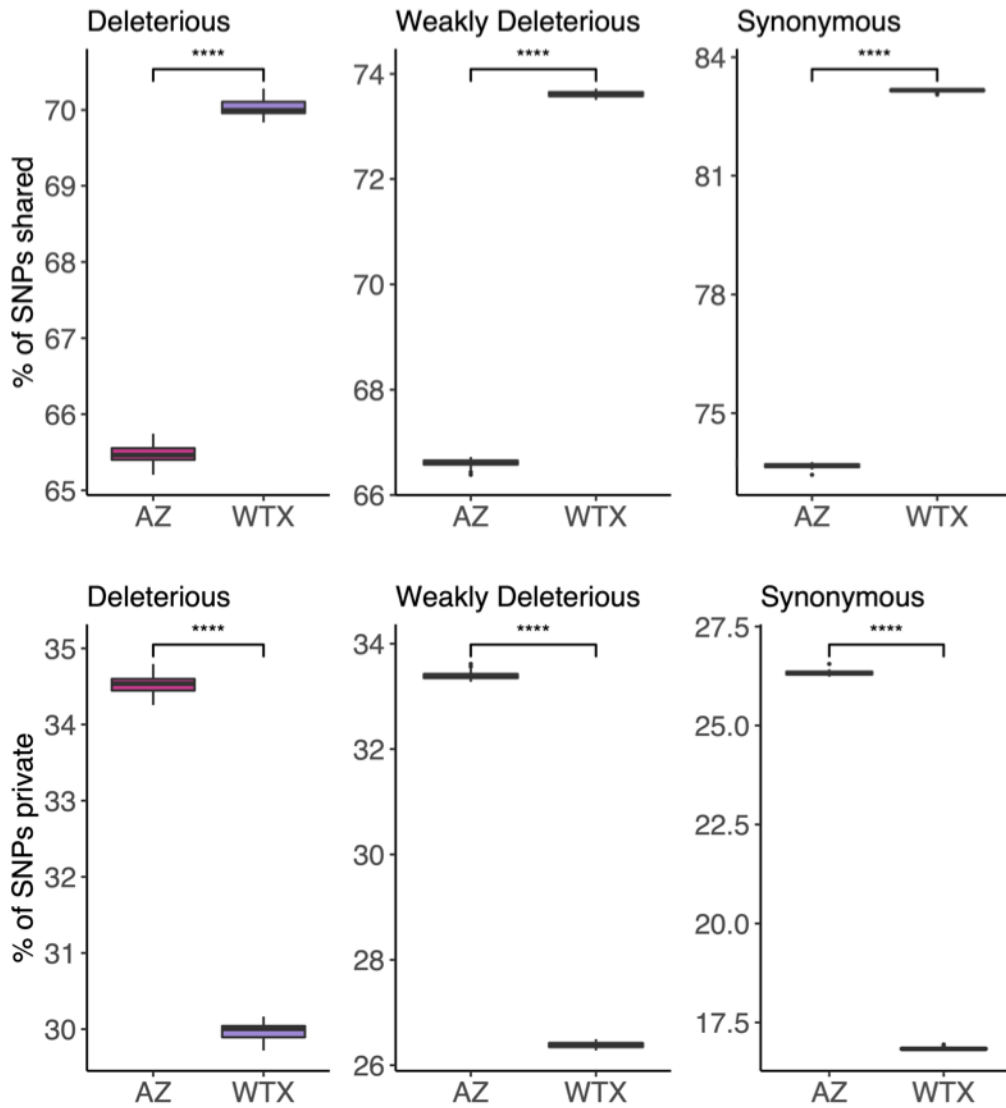 Deleterious Weakly Deleterious Synonymous
**** **** ****
% of SNPs shared
70
69
68
67
66
65
AZ WTX
74
72
70
68
66
AZ WTX
84
81
78
75
AZ WTX
Deleterious Weakly Deleterious Synonymous
**** **** ****
% of SNPs private
35
34
33
32
31
30
AZ WTX
34
32
30
28
26
AZ WTX
27.5
25.0
22.5
20.0
17.5
AZ WTX